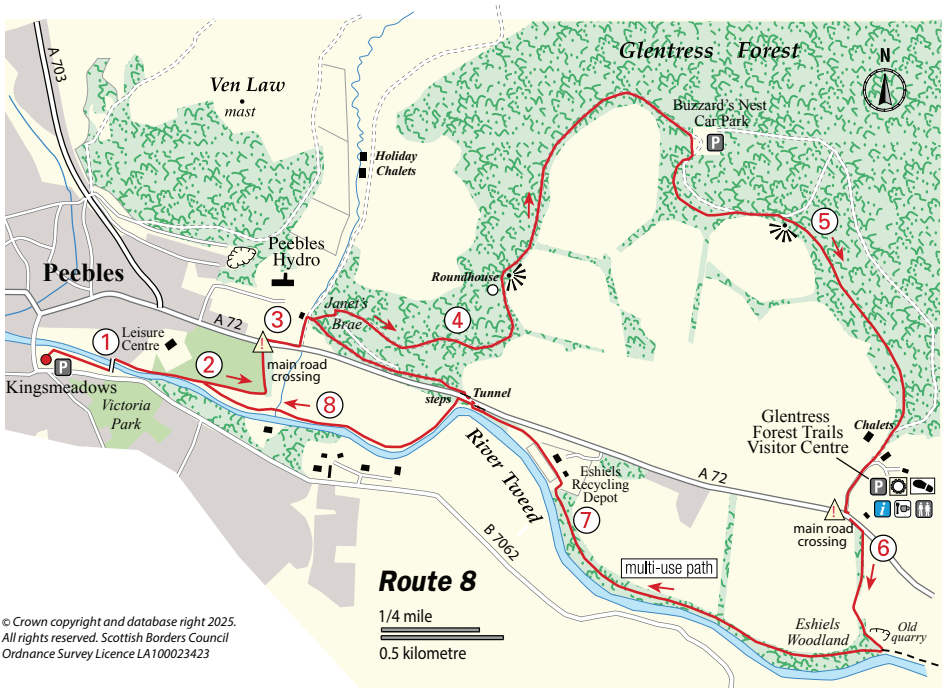 Glentress Forest
A 703
Ven Law
mast
N
Buzzard's Nest
Car Park
P
Holiday
Chalets
5
Peebles
Hydro
Peebles
Roundhouse
Janet's
Brae
A 72
3
4
1
Leisure
Centre
!
main road
crossing
2
P
Kingsmeadows
Victoria
Park
8
steps
Tunnel
Chalets
Glentress
Forest Trails
Visitor Centre
River Tweed
Eshiels
Recycling
Depot
A 72
P
i
!
main road
crossing
7
6
B 7062
multi-use path
Route 8
1/4 mile
0.5 kilometre
Eshiels
Woodland
Old
quarry
© Crown copyright and database right 2025.
All rights reserved. Scottish Borders Council
Ordnance Survey Licence LA100023423